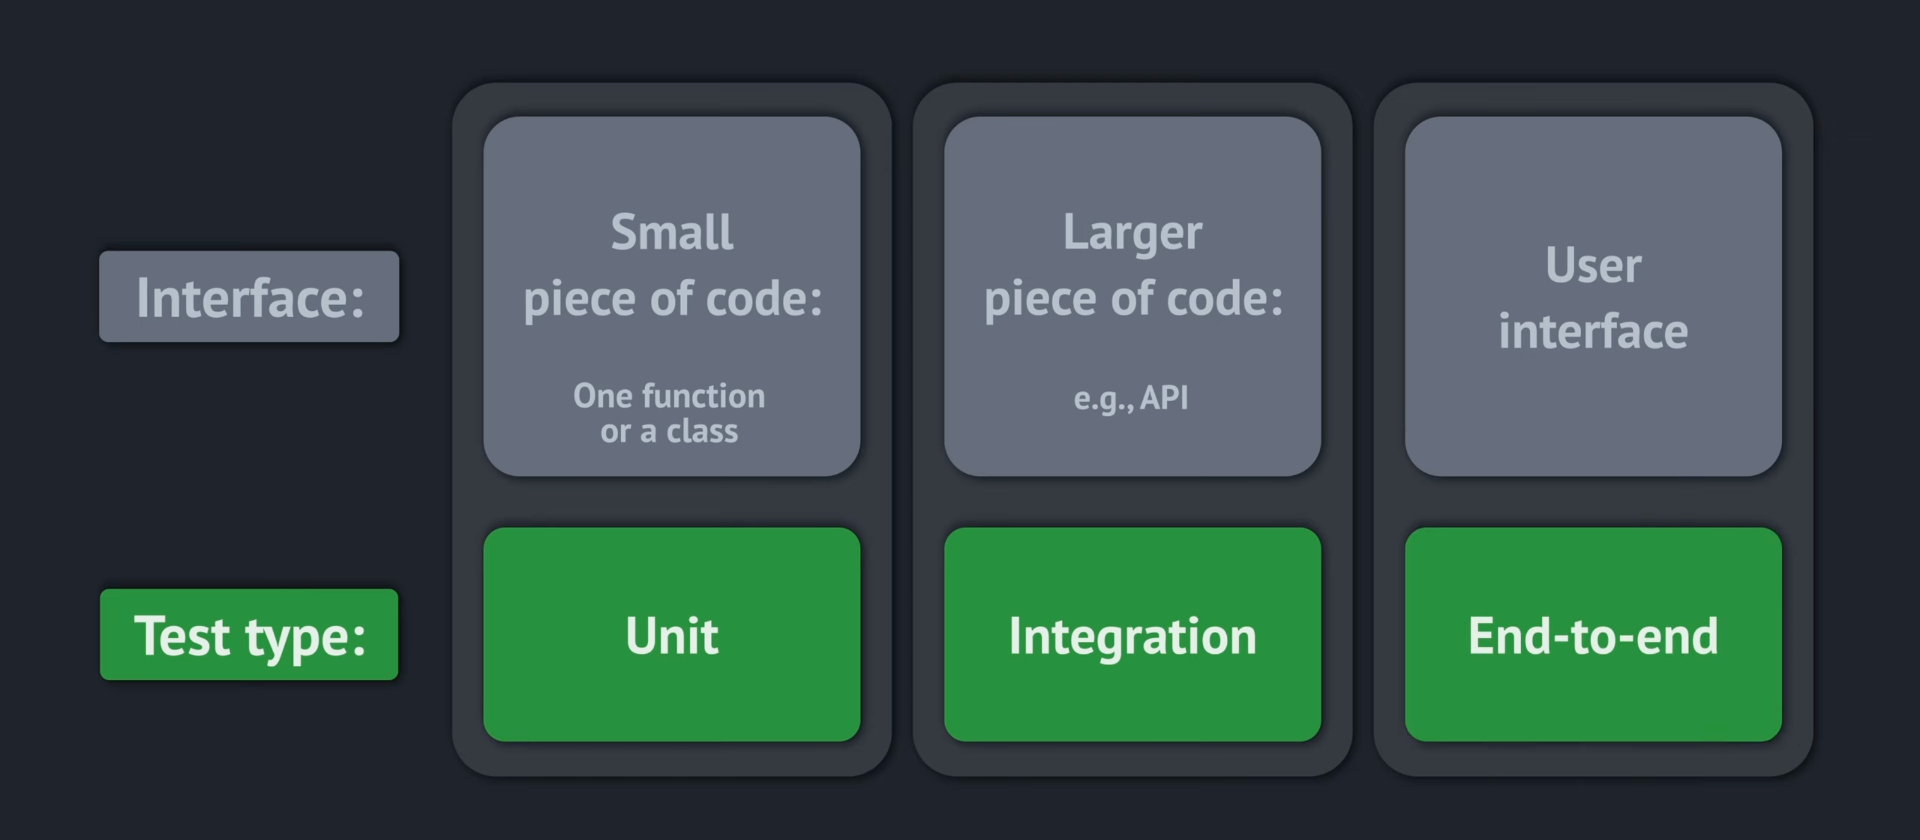 Interface:
Small
piece of code:
One function
or a class
Larger
piece of code:
e.g., API
User
interface
Test type:
Unit
Integration
End-to-end